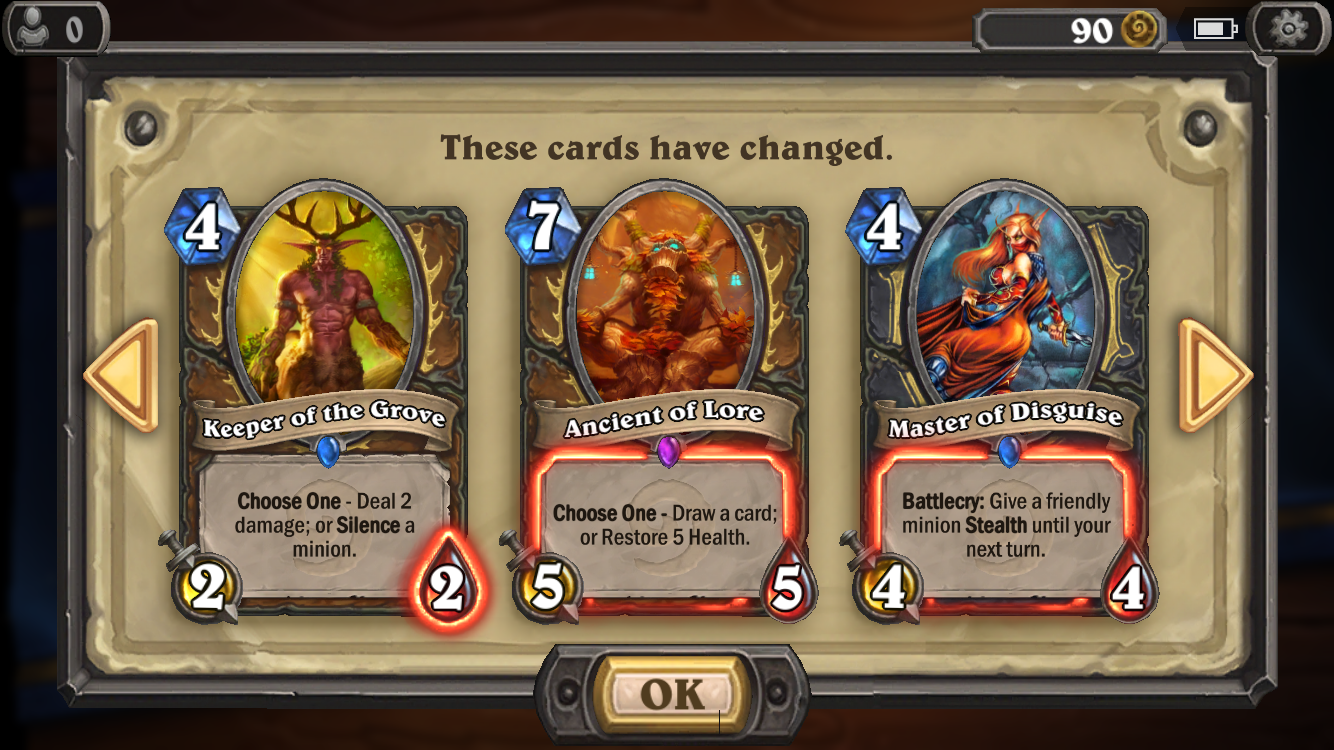 0
90
These cards have changed.
4
7
4
Keeper of the Grove
Ancient of Lore
Master of Disguise
Choose One - Deal 2
damage; or Silence a
minion.
Choose One - Draw a card;
or Restore 5 Health.
Battlecry: Give a friendly
minion Stealth until your
next turn.
2
2
5
5
4
4
OK